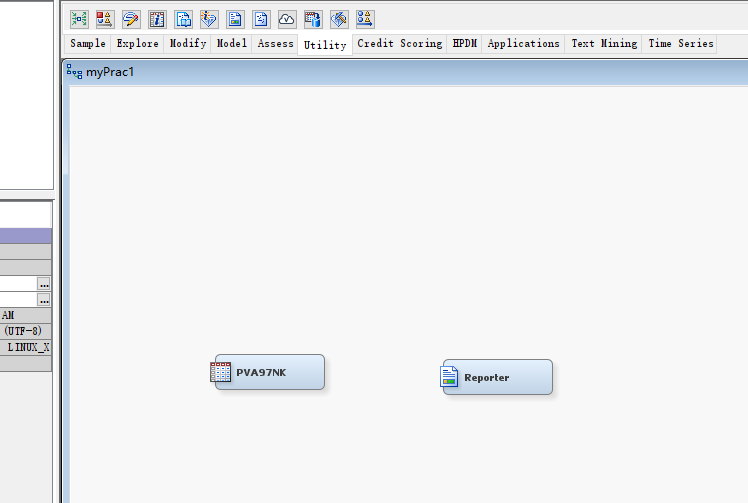 Sample Explore Modify Model Assess Utility Credit Scoring HPDM Applications Text Mining Time Series
myPrac1
...
...
AM
(UTF-8)
LINUX_X
PVA97NK
Reporter